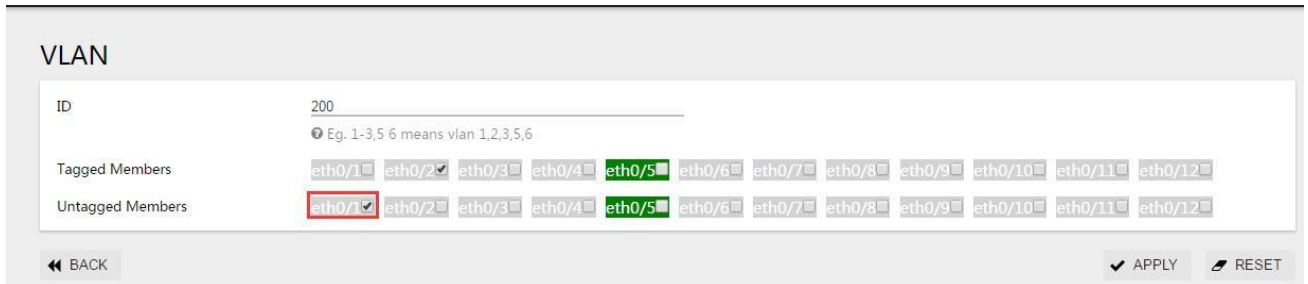 VLAN
ID 200
Eg. 1-3,5 6 means vlan 1,2,3,5,6
Tagged Members eth0/1 eth0/2 eth0/3 eth0/4 eth0/5 eth0/6 eth0/7 eth0/8 eth0/9 eth0/10 eth0/11 eth0/12
Untagged Members eth0/1 eth0/2 eth0/3 eth0/4 eth0/5 eth0/6 eth0/7 eth0/8 eth0/9 eth0/10 eth0/11 eth0/12
BACK APPLY RESET